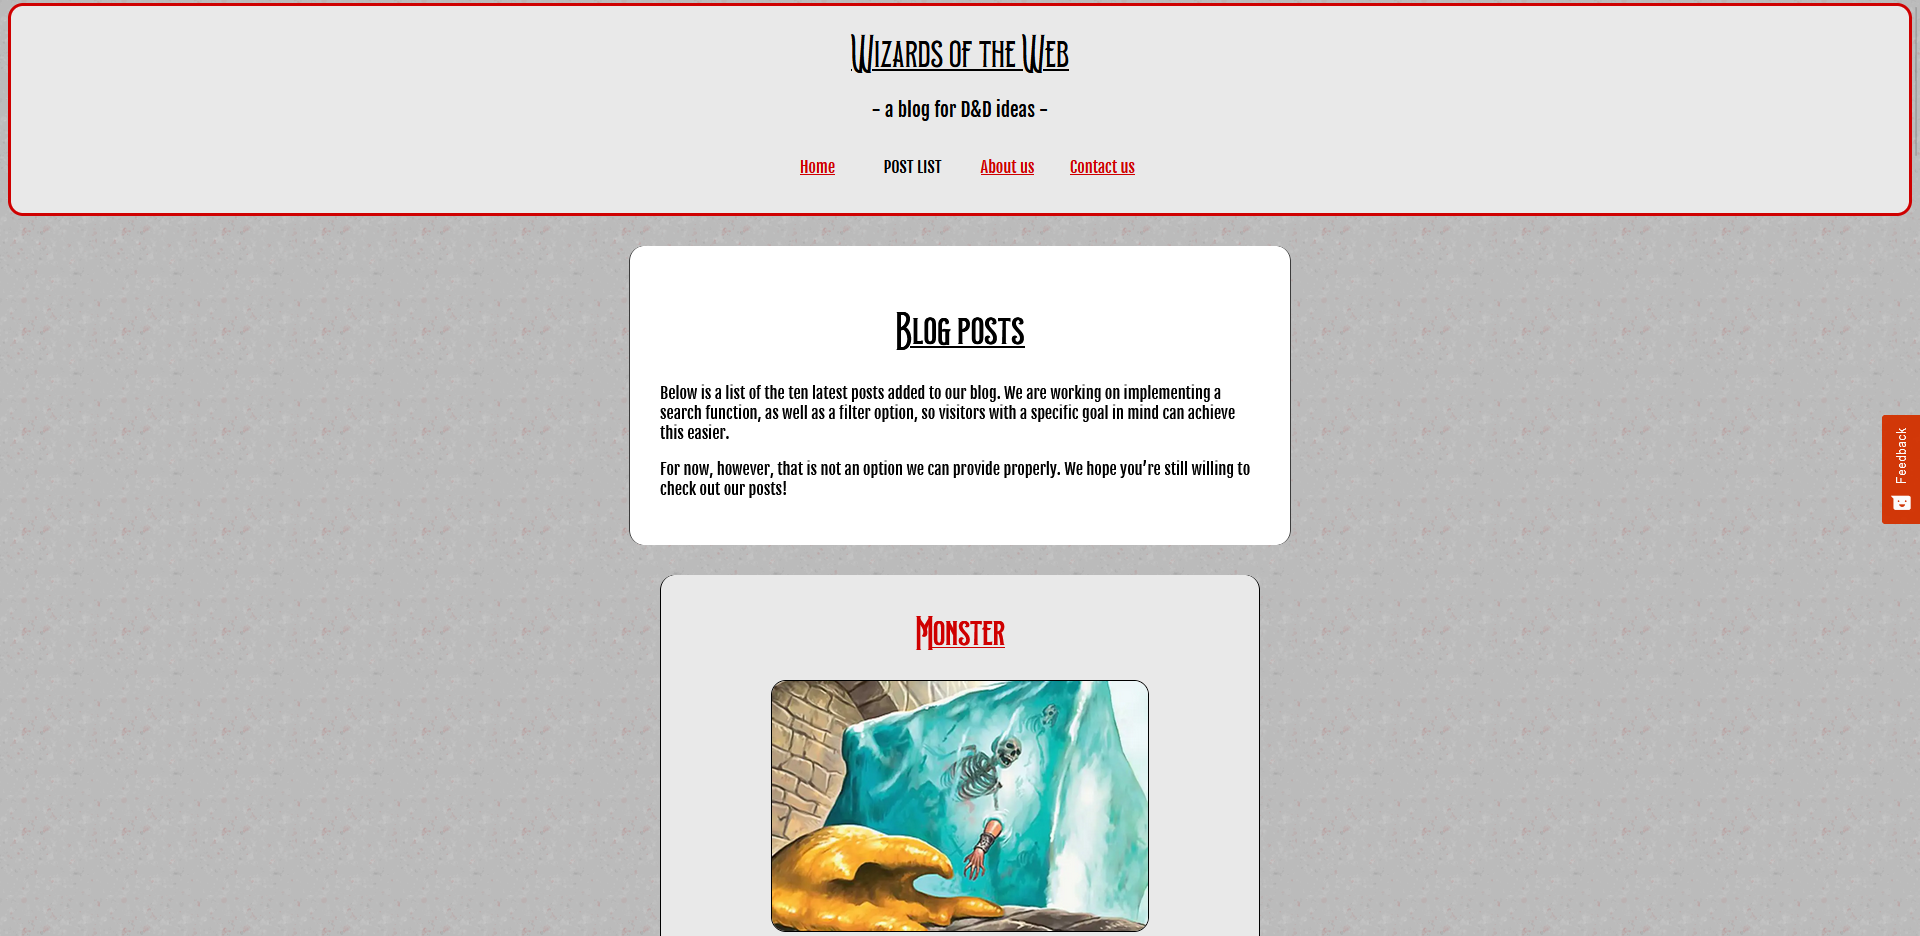 Wizards of the Web
- a blog for D&D ideas -
Home POST LIST About us Contact us
Blog posts
Below is a list of the ten latest posts added to our blog. We are working on implementing a
search function, as well as a filter option, so visitors with a specific goal in mind can achieve
this easier.
For now, however, that is not an option we can provide properly. We hope you're still willing to
check out our posts!
Feedback
Monster